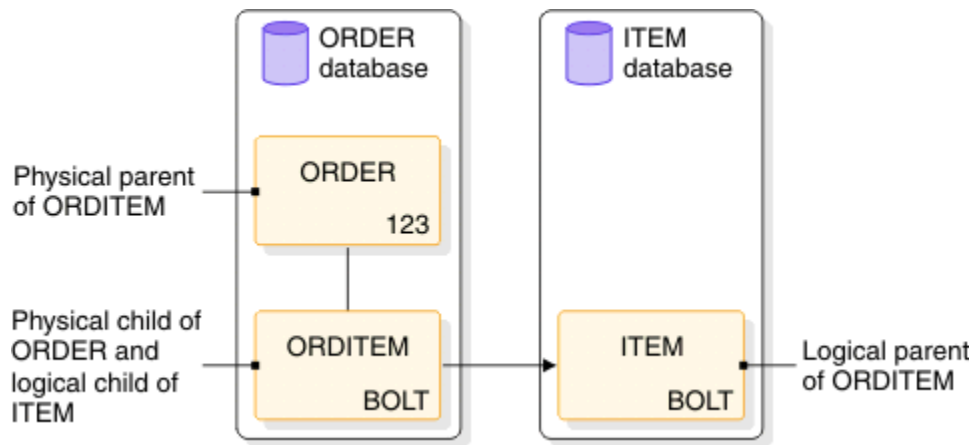 ORDER
database
ITEM
database
Physical parent
of ORDITEM
ORDER
123
Physical child of
ORDER and
logical child of
ITEM
ORDITEM
BOLT
ITEM
BOLT
Logical parent
of ORDITEM